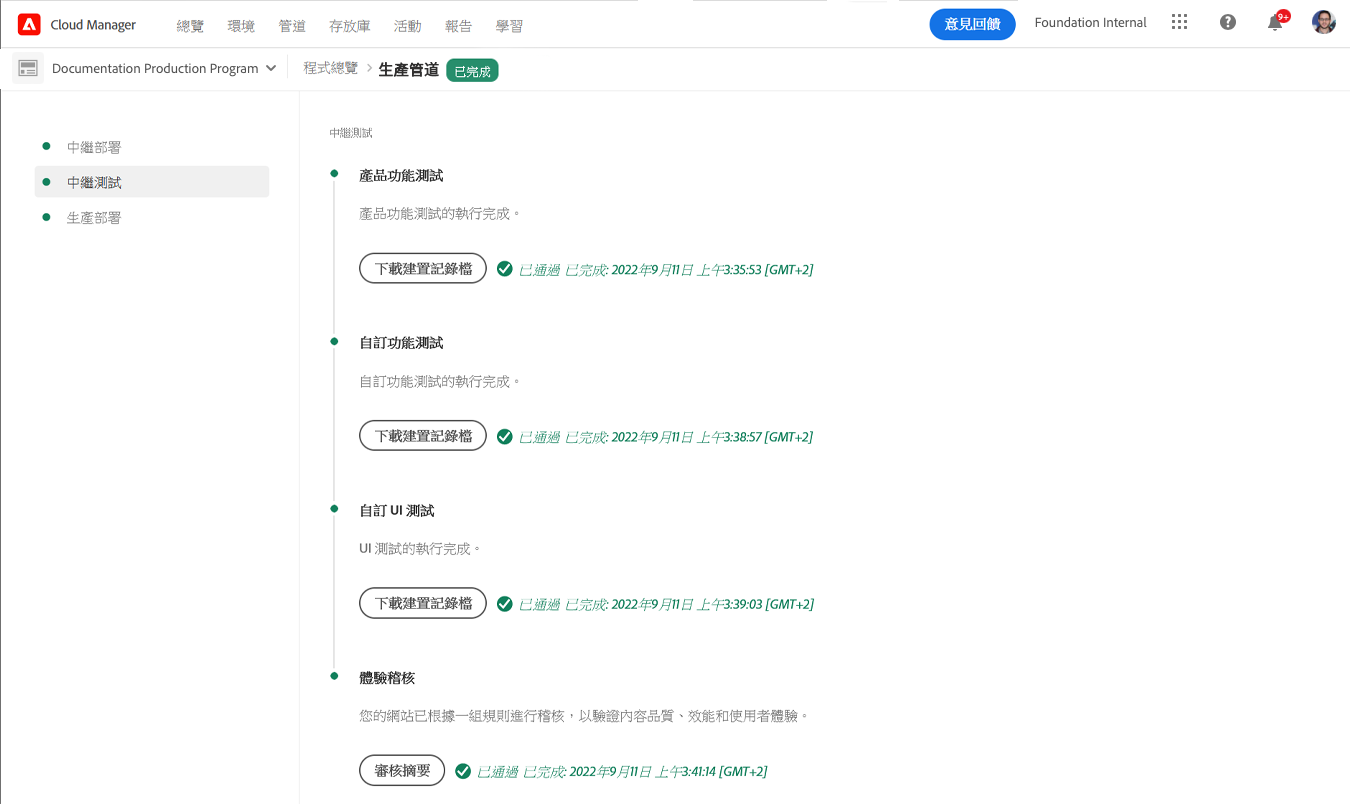 Cloud Manager 總覽 環境 管道 存放庫 活動 報告 學習 意見回饋 Foundation Internal 9+
Documentation Production Program 程式總覽 生產管道 已完成
中繼部署
中繼測試
生產部署
中繼測試
產品功能測試
產品功能測試的執行完成。
下載建置記錄檔 已通過 已完成: 2022年9月11日 上午3:35:53 [GMT+2]
自訂功能測試
自訂功能測試的執行完成。
下載建置記錄檔 已通過 已完成: 2022年9月11日 上午3:38:57 [GMT+2]
自訂 UI 測試
UI 測試的執行完成。
下載建置記錄檔 已通過 已完成: 2022年9月11日 上午3:39:03 [GMT+2]
體驗稽核
您的網站已根據一組規則進行稽核，以驗證內容品質、效能和使用者體驗。
審核摘要 已通過 已完成: 2022年9月11日 上午3:41:14 [GMT+2]